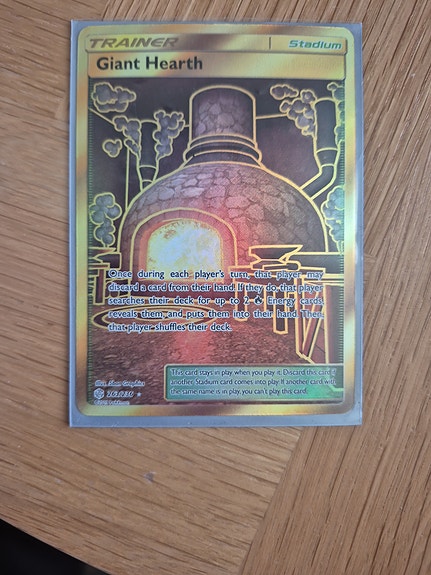 TRAINER
Stadium
Giant Hearth
Once during each player's turn, that player may
discard a card from their hand. If they do, that player
searches their deck for up to 2 Energy cards,
reveals them, and puts them into their hand. Then,
that player shuffles their deck.
This card stays in play when you play it. Discard this card if
another Stadium card comes into play. If another card with
the same name is in play, you can't play this card.
Illus. Graphics
263/236